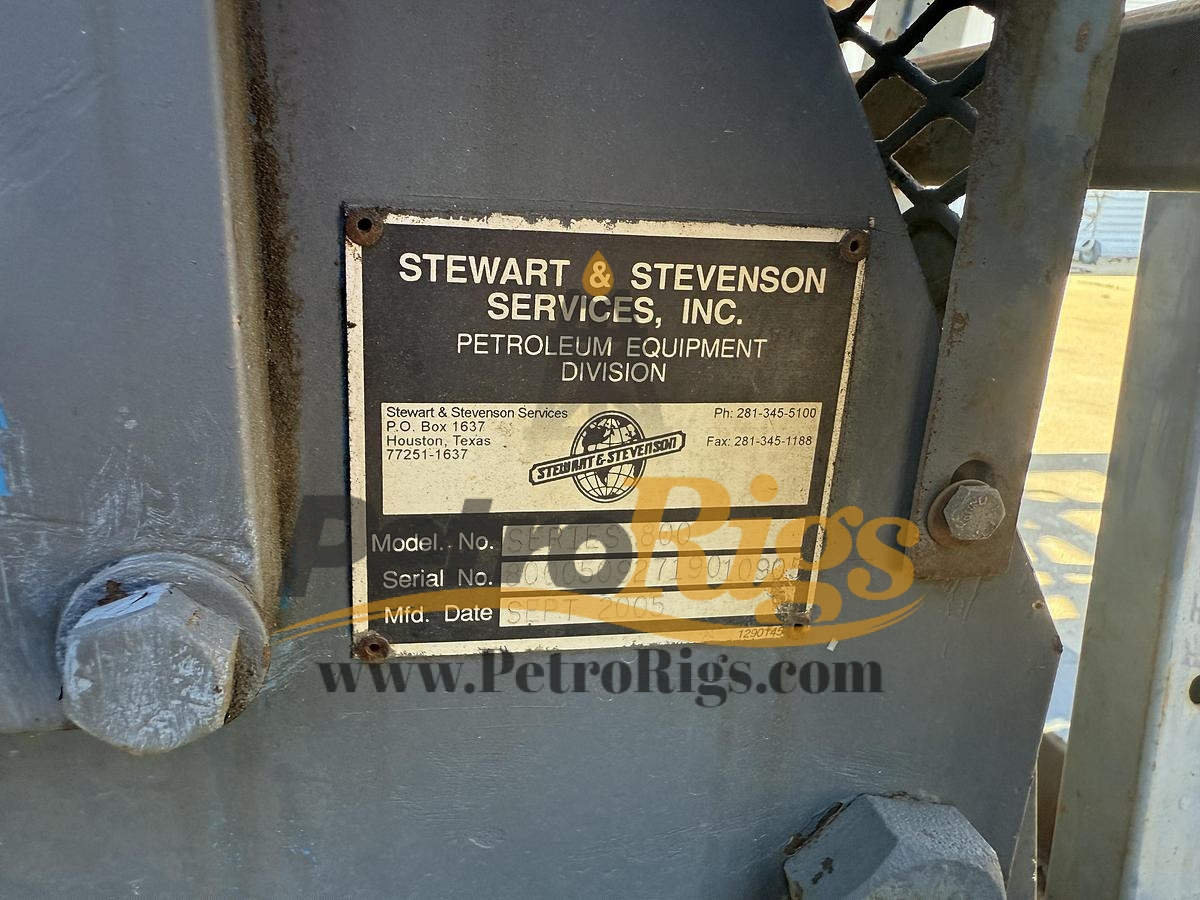 STEWART & STEVENSON
SERVICES, INC.
PETROLEUM EQUIPMENT
DIVISION
Stewart & Stevenson Services
P.O. Box 1637
Houston, Texas
77251-1637
Ph: 281-345-5100
Fax: 281-345-1188
STEWART & STEVENSON
Model. No. SERIES 800
Serial No.
Mfd. Date SEPT 2005
PetroRigs
www.PetroRigs.com